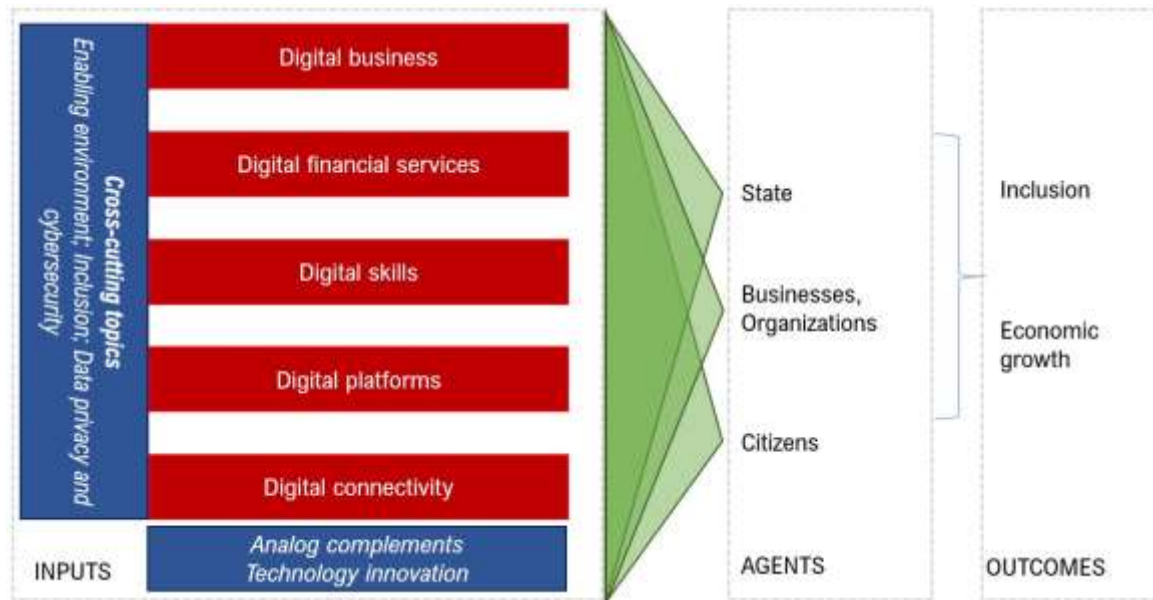 Cross-cutting topics
Enabling environment; Inclusion; Data privacy and
cybersecurity
Digital business
Digital financial services
Digital skills
Digital platforms
Digital connectivity
Analog complements
Technology innovation
INPUTS
State
Businesses,
Organizations
Citizens
AGENTS
Inclusion
Economic
growth
OUTCOMES